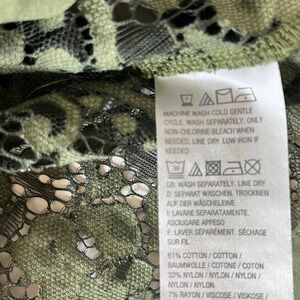 MACHINE WASH COLD GENTLE
CYCLE. WASH SEPARATELY. ONLY
NON-CHLORINE BLEACH WHEN
NEEDED. LINE DRY. LOW IRON IF
NEEDED.
GB: WASH SEPARATELY. LINE DRY
D: SEPARAT WASCHEN, TROCKNEN
AUF DER WÄSCHELEINE
I: LAVARE SEPARATAMENTE,
ASCIUGARE APPESO
F: LAVER SÉPARÉMENT. SÉCHAGE
SUR FIL.
61% COTTON / COTTON /
BAUMWOLLE / COTONE / COTON
32% NYLON / NYLON / NYLON /
NYLON / NYLON
7% RAYON / VISCOSE / VISKOSE /